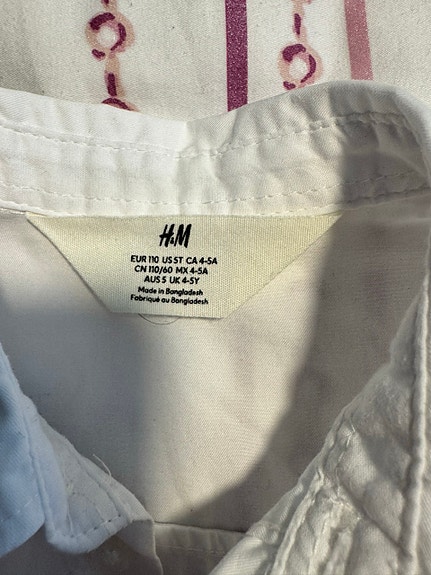 H&M
EUR 110 US 5T CA 4-5A
CN 110/60 MX 4-5A
AUS 5 UK 4-5Y
Made in Bangladesh
Fabriqué au Bangladesh